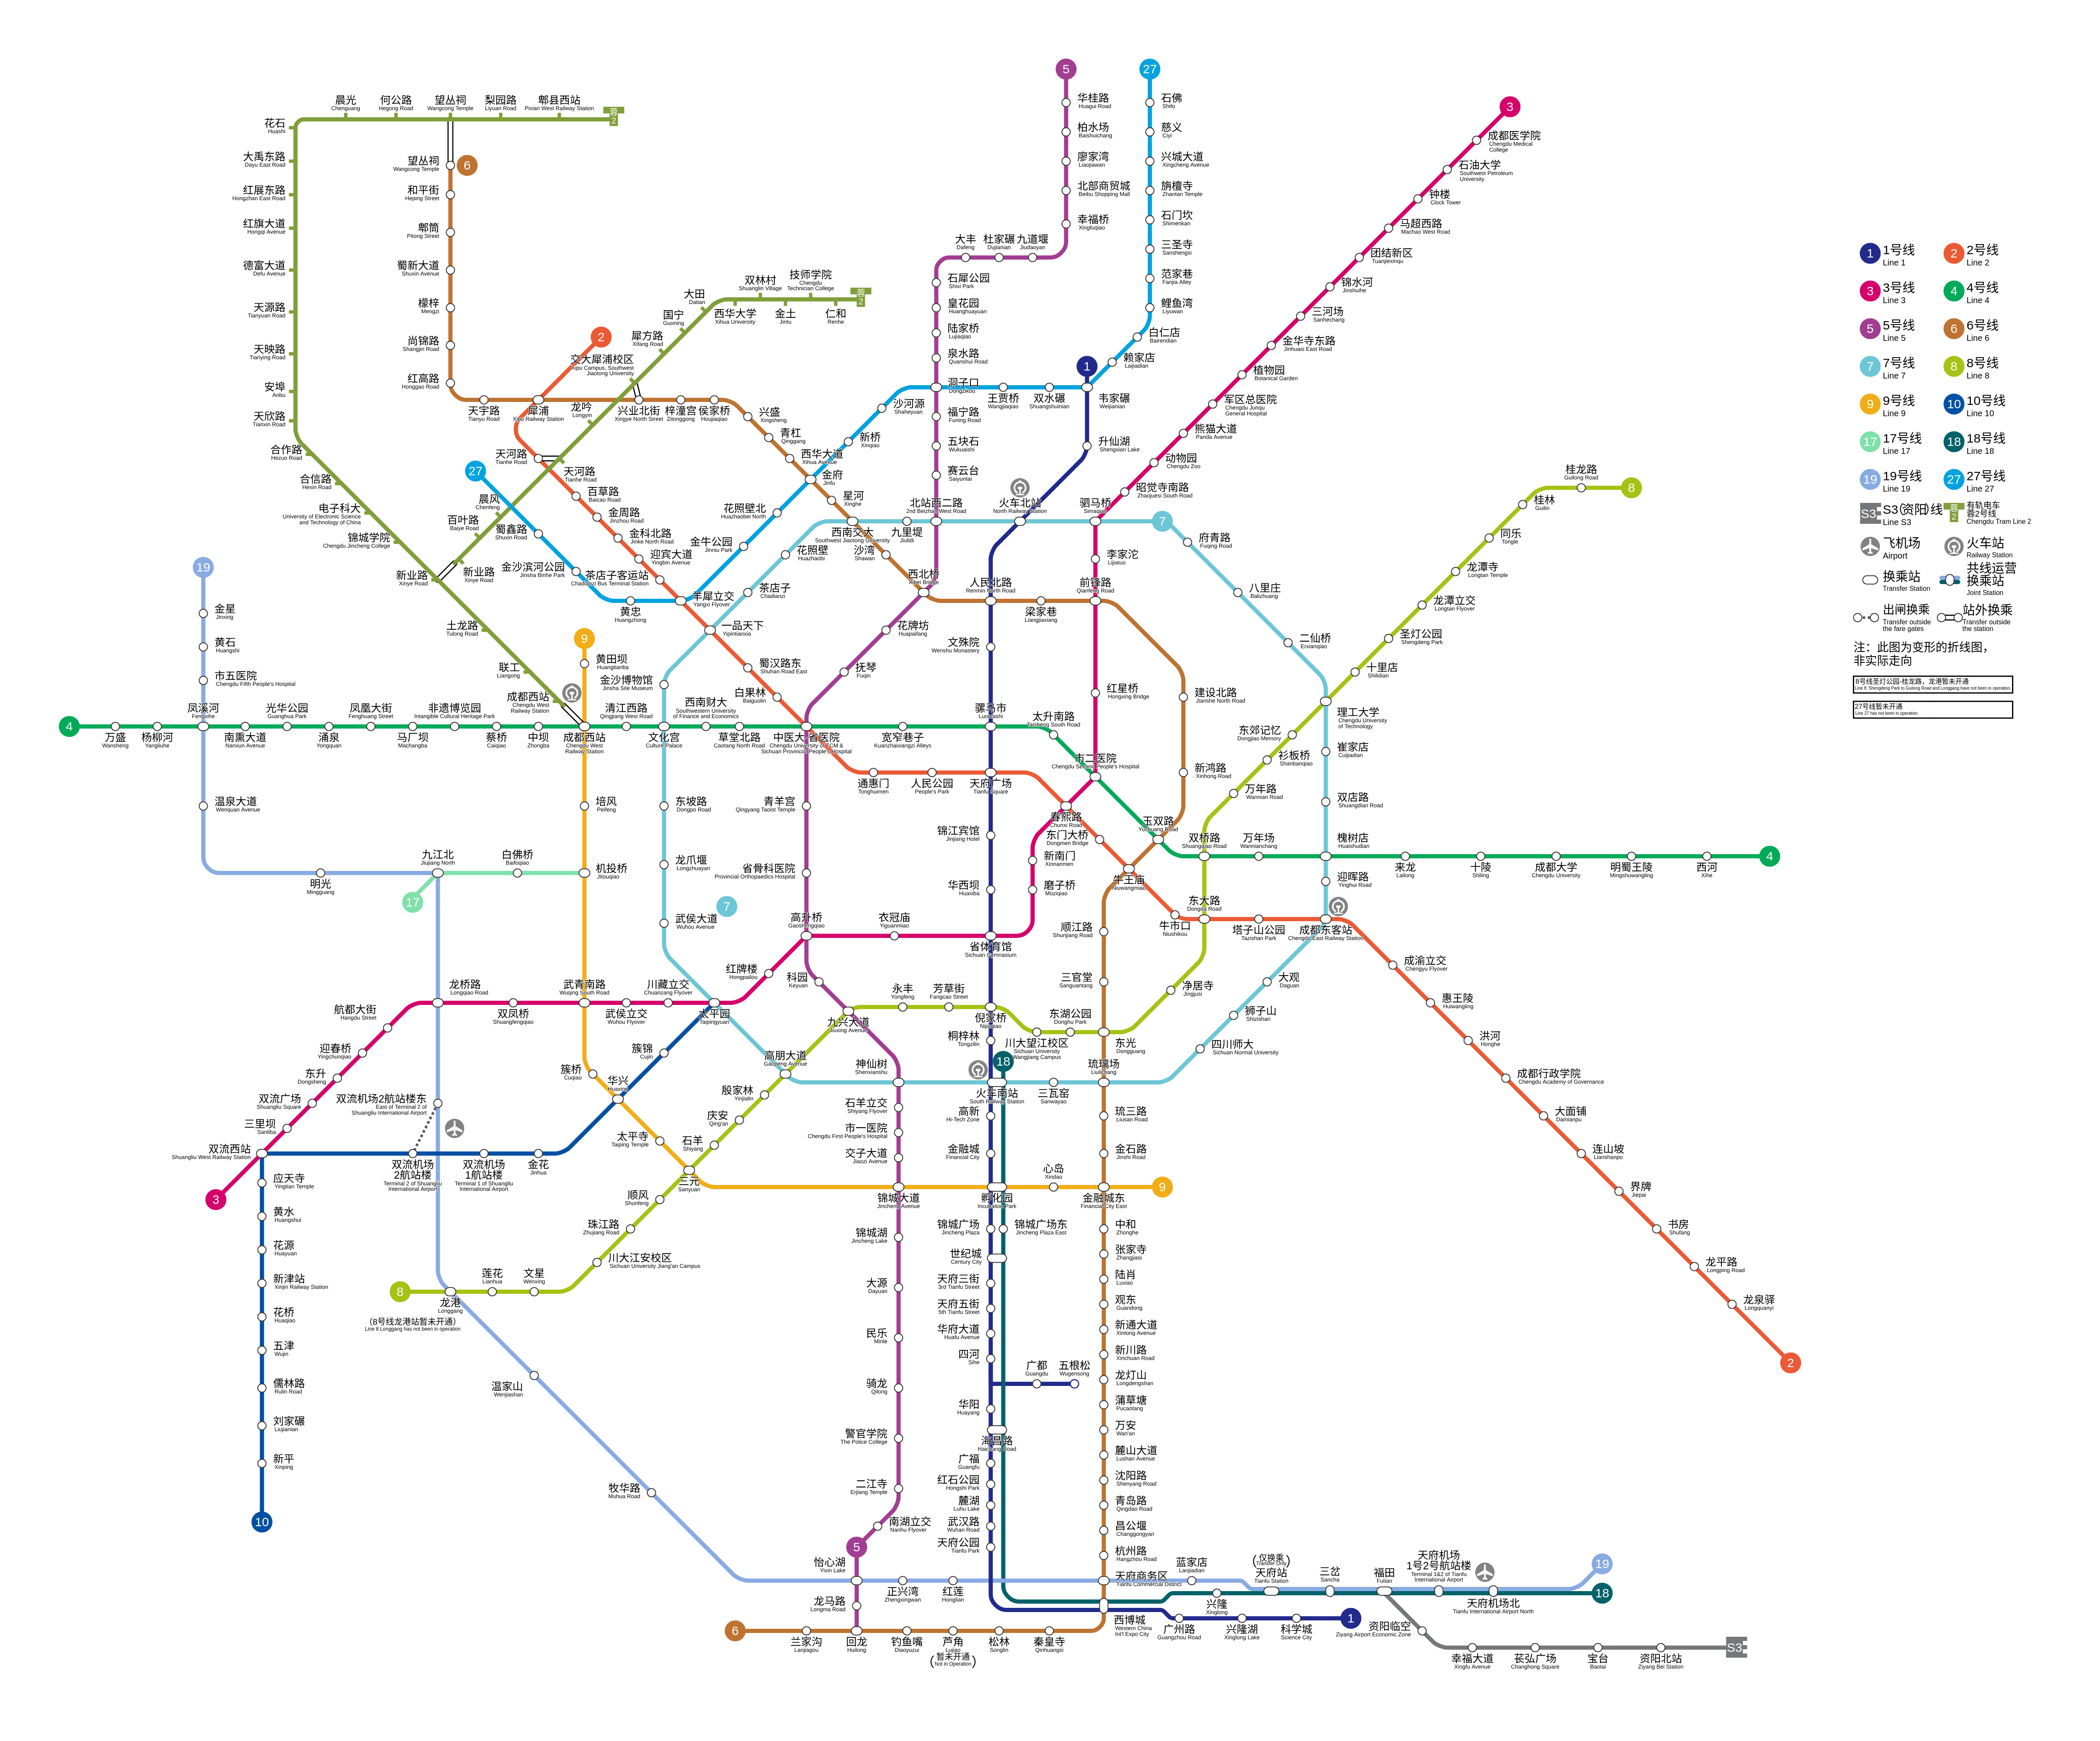 晨光
Chenguang
何公路
Hegong Road
望丛祠
Wangcong Temple
梨园路
Liyuan Road
郫县西站
Pixian West Railway Station
蓉
2
花石
Huashi
大禹东路
Dayu East Road
红展东路
Hongzhan East Road
红旗大道
Hongqi Avenue
德富大道
Defu Avenue
天源路
Tianyuan Road
天映路
Tianying Road
安埠
Anbu
天欣路
Tianxin Road
合作路
Hezuo Road
合信路
Hexin Road
电子科大
University of Electronic Science
and Technology of China
锦城学院
Chengdu Jincheng College
新业路
Xinye Road
土龙路
Tulong Road
联工
Liangong
成都西站
Chengdu West
Railway Station
望丛祠
Wangcong Temple
6
和平街
Heping Street
郫筒
Pitong Street
蜀新大道
Shuxin Avenue
檬梓
Mengzi
尚锦路
Shangjin Road
红高路
Honggao Road
天宇路
Tianyu Road
犀浦
Xipu Railway Station
兴业北街
Xingye North Street
梓潼宫
Zitonggong
侯家桥
Houjiaqiao
兴盛
Xingsheng
青杠
Qinggang
西华大道
Xihua Avenue
金府
Jinfu
星河
Xinghe
西南交大
Southwest Jiaotong University
沙湾
Shawan
西北桥
Xibei Bridge
人民北路
Renmin North Road
梁家巷
Liangjiaxiang
前锋路
Qianfeng Road
建设北路
Jianshe North Road
新鸿路
Xinhong Road
玉双路
Yushuang Road
牛王庙
Niuwangmiao
顺江路
Shunjiang Road
三官堂
Sanguantang
东光
Dongguang
琉璃场
Liulichang
琉三路
Liusan Road
金石路
Jinshi Road
金融城东
Financial City East
中和
Zhonghe
张家寺
Zhangjiasi
陆肖
Luxiao
观东
Guandong
新通大道
Xintong Avenue
新川路
Xinchuan Road
龙灯山
Longdengshan
蒲草塘
Pucaotang
万安
Wan'an
麓山大道
Lushan Avenue
沈阳路
Shenyang Road
青岛路
Qingdao Road
昌公堰
Changgongyan
杭州路
Hangzhou Road
天府商务区
Tianfu Commercial District
西博城
Western China
Int'l Expo City
秦皇寺
Qinhuangsi
松林
Songlin
芦角
Lujiao
(暂未开通)
Not in Operation
钓鱼嘴
Diaoyuzui
回龙
Huilong
兰家沟
Lanjiagou
6
双林村
Shuanglin Village
技师学院
Chengdu
Technician College
蓉
2
大田
Datian
西华大学
Xihua University
金土
Jintu
仁和
Renhe
国宁
Guoning
犀方路
Xifang Road
交大犀浦校区
Xipu Campus, Southwest
Jiaotong University
龙吟
Longyin
天河路
Tianhe Road
晨风
Chenfeng
百叶路
Baiye Road
新业路
Xinye Road
2
天河路
Tianhe Road
百草路
Baicao Road
金周路
Jinzhou Road
金科北路
Jinke North Road
迎宾大道
Yingbin Avenue
茶店子客运站
Chadianzi Bus Terminal Station
羊犀立交
Yangxi Flyover
一品天下
Yipintianxia
蜀汉路东
Shuhan Road East
白果林
Baiguolin
中医大省医院
Chengdu University of TCM &
Sichuan Provincial People's Hospital
通惠门
Tonghuimen
人民公园
People's Park
天府广场
Tianfu Square
春熙路
Chunxi Road
东门大桥
Dongmen Bridge
牛市口
Niushikou
东大路
Dongda Road
塔子山公园
Tazishan Park
成都东客站
Chengdu East Railway Station
成渝立交
Chengyu Flyover
惠王陵
Huiwangling
洪河
Honghe
成都行政学院
Chengdu Academy of Governance
大面铺
Damianpu
连山坡
Lianshanpo
界牌
Jiepai
书房
Shufang
龙平路
Longping Road
龙泉驿
Longquanyi
2
27
蜀鑫路
Shuxin Road
金沙滨河公园
Jinsha Binhe Park
黄忠
Huangzhong
金牛公园
Jinniu Park
花照壁北
Huazhaobei North
新桥
Xinqiao
沙河源
Shaheyuan
洞子口
Dongzikou
王贾桥
Wangjiaqiao
双水碾
Shuangshuinian
韦家碾
Weijianian
赖家店
Laijiadian
白仁店
Bairendian
鲤鱼湾
Liyuwan
范家巷
Fanjia Alley
三圣寺
Sanshengsi
石门坎
Shimenkan
旃檀寺
Zhantan Temple
兴城大道
Xingcheng Avenue
慈义
Ciyi
石佛
Shifo
27
5
华桂路
Huagui Road
柏水场
Baishuichang
廖家湾
Liaojiawan
北部商贸城
Beibu Shopping Mall
幸福桥
Xingfuqiao
九道堰
Jiudaoyan
杜家碾
Dujianian
大丰
Dafeng
石犀公园
Shixi Park
皇花园
Huanghuayuan
陆家桥
Lujiaqiao
泉水路
Quanshui Road
福宁路
Funing Road
五块石
Wukuaishi
赛云台
Saiyuntai
北站西二路
2nd Beizhan West Road
花牌坊
Huapaifang
抚琴
Fuqin
青羊宫
Qingyang Taoist Temple
省骨科医院
Provincial Orthopaedics Hospital
高升桥
Gaoshengqiao
科园
Keyuan
九兴大道
Jiuxing Avenue
神仙树
Shenxianshu
石羊立交
Shiyang Flyover
市一医院
Chengdu First People's Hospital
交子大道
Jiaozi Avenue
锦城大道
Jincheng Avenue
锦城湖
Jincheng Lake
大源
Dayuan
民乐
Minle
骑龙
Qilong
警官学院
The Police College
二江寺
Erjiang Temple
南湖立交
Nanhu Flyover
5
怡心湖
Yixin Lake
龙马路
Longma Road
1
升仙湖
Shengxian Lake
火车北站
North Railway Station
文殊院
Wenshu Monastery
骡马市
Luomashi
锦江宾馆
Jinjiang Hotel
华西坝
Huaxiba
省体育馆
Sichuan Gymnasium
倪家桥
Nijiaqiao
桐梓林
Tongzilin
火车南站
South Railway Station
高新
Hi-Tech Zone
金融城
Financial City
孵化园
Incubation Park
锦城广场
Jincheng Plaza
世纪城
Century City
天府三街
3rd Tianfu Street
天府五街
5th Tianfu Street
华府大道
Huafu Avenue
四河
Sihe
广都
Guangdu
五根松
Wugensong
华阳
Huayang
海昌路
Haichang Road
广福
Guangfu
红石公园
Hongshi Park
麓湖
Luhu Lake
武汉路
Wuhan Road
天府公园
Tianfu Park
广州路
Guangzhou Road
兴隆湖
Xinglong Lake
科学城
Science City
1
3
成都医学院
Chengdu Medical
College
石油大学
Southwest Petroleum
University
钟楼
Clock Tower
马超西路
Machao West Road
团结新区
Tuanjiexinqu
锦水河
Jinshuihe
三河场
Sanhechang
金华寺东路
Jinhuasi East Road
植物园
Botanical Garden
军区总医院
Chengdu Junqu
General Hospital
熊猫大道
Panda Avenue
动物园
Chengdu Zoo
昭觉寺南路
Zhaojuesi South Road
驷马桥
Simaqiao
李家沱
Lijiatuo
红星桥
Hongxing Bridge
市二医院
Chengdu Second People's Hospital
新南门
Xinnanmen
磨子桥
Moziqiao
衣冠庙
Yiguanmiao
红牌楼
Hongpailou
太平园
Taipingyuan
川藏立交
Chuanzang Flyover
武侯立交
Wuhou Flyover
武青南路
Wuqing South Road
双凤桥
Shuangfengqiao
龙桥路
Longqiao Road
航都大街
Hangdu Street
迎春桥
Yingchunqiao
东升
Dongsheng
双流广场
Shuangliu Square
三里坝
Sanliba
双流西站
Shuangliu West Railway Station
3
4
万盛
Wansheng
杨柳河
Yangliuhe
凤溪河
Fengxihe
南熏大道
Nanxun Avenue
光华公园
Guanghua Park
涌泉
Yongquan
凤凰大街
Fenghuang Street
马厂坝
Machangba
非遗博览园
Intangible Cultural Heritage Park
蔡桥
Caiqiao
中坝
Zhongba
成都西站
Chengdu West
Railway Station
清江西路
Qingjiang West Road
文化宫
Culture Palace
西南财大
Southwestern University
of Finance and Economics
草堂北路
Caotang North Road
宽窄巷子
Kuanzhaixiangzi Alleys
太升南路
Taisheng South Road
双桥路
Shuangqiao Road
万年场
Wannianchang
槐树店
Huaishudian
来龙
Lailong
十陵
Shiling
成都大学
Chengdu University
明蜀王陵
Mingshuwangling
西河
Xihe
4
7
府青路
Fuqing Road
八里庄
Balizhuang
二仙桥
Erxianqiao
理工大学
Chengdu University
of Technology
崔家店
Cuijiadian
双店路
Shuangdian Road
迎晖路
Yinghui Road
大观
Daguan
狮子山
Shizishan
四川师大
Sichuan Normal University
三瓦窑
Sanwayao
高朋大道
Gaopeng Avenue
武侯大道
Wuhou Avenue
7
龙爪堰
Longzhuayan
东坡路
Dongpo Road
金沙博物馆
Jinsha Site Museum
茶店子
Chadianzi
花照壁
Huazhaobi
九里堤
Jiulidi
8
桂龙路
Guilong Road
桂林
Guilin
同乐
Tongle
龙潭寺
Longtan Temple
龙潭立交
Longtan Flyover
圣灯公园
Shengdeng Park
十里店
Shilidian
东郊记忆
Dongjiao Memory
杉板桥
Shanbanqiao
万年路
Wannian Road
净居寺
Jingjusi
东湖公园
Donghu Park
川大望江校区
Sichuan University
Wangjiang Campus
芳草街
Fangcao Street
永丰
Yongfeng
殷家林
Yinjialin
庆安
Qing'an
石羊
Shiyang
三元
Sanyuan
顺风
Shunfeng
珠江路
Zhujiang Road
川大江安校区
Sichuan University Jiang'an Campus
文星
Wenxing
莲花
Lianhua
8
龙港
Longgang
(8号线龙港站暂未开通)
Line 8 Longgang has not been in operation
9
黄田坝
Huangtianba
培风
Peifeng
机投桥
Jitouqiao
簇桥
Cuqiao
华兴
Huaxing
太平寺
Taiping Temple
心岛
Xindao
9
簇锦
Cujin
金花
Jinhua
双流机场
1航站楼
Terminal 1 of Shuangliu
International Airport
双流机场
2航站楼
Terminal 2 of Shuangliu
International Airport
应天寺
Yingtian Temple
黄水
Huangshui
花源
Huayuan
新津站
Xinjin Railway Station
花桥
Huaqiao
五津
Wujin
儒林路
Rulin Road
刘家碾
Liujianian
新平
Xinping
10
19
金星
Jinxing
黄石
Huangshi
市五医院
Chengdu Fifth People's Hospital
温泉大道
Wenquan Avenue
明光
Mingguang
九江北
Jiujiang North
白佛桥
Baifoqiao
17
双流机场2航站楼东
East of Terminal 2 of
Shuangliu International Airport
温家山
Wenjiashan
牧华路
Muhua Road
正兴湾
Zhengxingwan
红莲
Honglian
蓝家店
Lanjiadian
(仅换乘)
Transfer Only
天府站
Tianfu Station
三岔
Sancha
福田
Futian
天府机场
1号2号航站楼
Terminal 1&2 of Tianfu
International Airport
天府机场北
Tianfu International Airport North
19
18
18
锦城广场东
Jincheng Plaza East
兴隆
Xinglong
资阳临空
Ziyang Airport Economic Zone
幸福大道
Xingfu Avenue
苌弘广场
Changhong Square
宝台
Baotai
资阳北站
Ziyang Bei Station
S3
1
1号线
Line 1
2
2号线
Line 2
3
3号线
Line 3
4
4号线
Line 4
5
5号线
Line 5
6
6号线
Line 6
7
7号线
Line 7
8
8号线
Line 8
9
9号线
Line 9
10
10号线
Line 10
17
17号线
Line 17
18
18号线
Line 18
19
19号线
Line 19
27
27号线
Line 27
S3
S3(资阳)线
Line S3
蓉
2
有轨电车
蓉2号线
Chengdu Tram Line 2
飞机场
Airport
火车站
Railway Station
换乘站
Transfer Station
共线运营
换乘站
Joint Station
出闸换乘
Transfer outside
the fare gates
站外换乘
Transfer outside
the station
注：此图为变形的折线图，
非实际走向
8号线圣灯公园-桂龙路，龙港暂未开通
Line 8: Shengdeng Park to Guilong Road and Longgang have not been in operation.
27号线暂未开通
Line 27 has not been in operation.